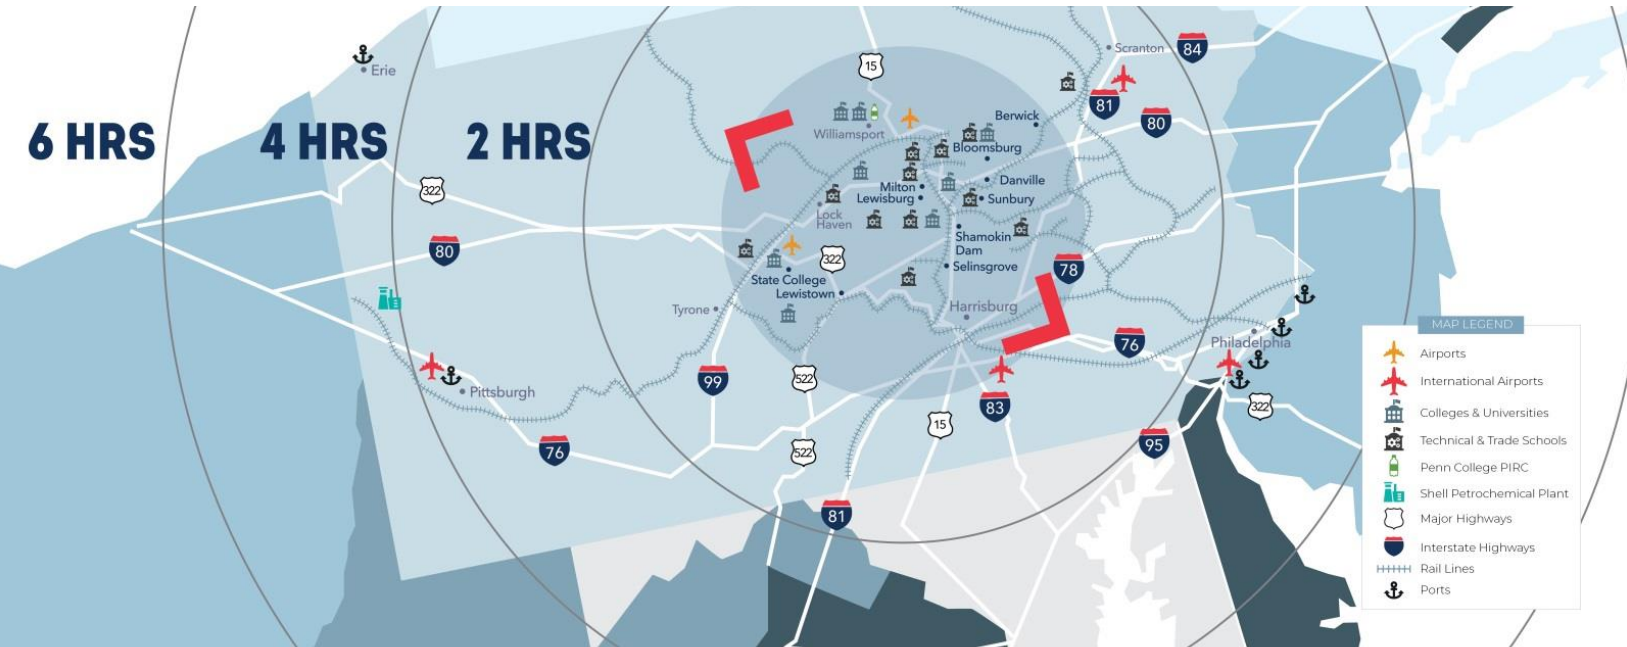 6 HRS
4 HRS
2 HRS
Erie
322
80
Pittsburgh
76
Tyrone
99
522
522
81
15
Williamsport
Lock
Haven
State College
Lewistown
322
Milton
Lewisburg
Berwick
Bloomsburg
Danville
Sunbury
Shamokin
Dam
Selinsgrove
Harrisburg
Scranton
84
81
80
78
76
83
15
95
Philadelphia
322
MAP LEGEND
Airports
International Airports
Colleges & Universities
Technical & Trade Schools
Penn College PIRC
Shell Petrochemical Plant
Major Highways
Interstate Highways
Rail Lines
Ports